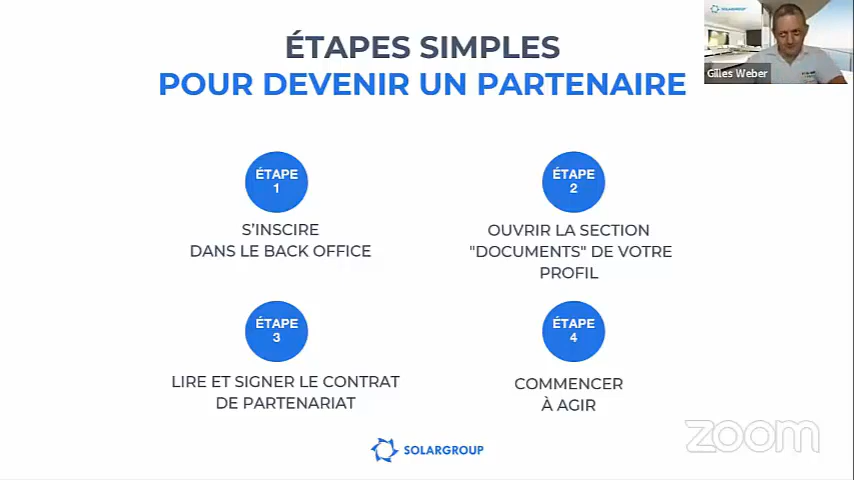 ÉTAPES SIMPLES
POUR DEVENIR UN PARTENAIRE
SOLARGROUP
Gilles Weber
ÉTAPE
1
S'INSCIRE
DANS LE BACK OFFICE
ÉTAPE
2
OUVRIR LA SECTION
"DOCUMENTS" DE VOTRE
PROFIL
ÉTAPE
3
LIRE ET SIGNER LE CONTRAT
DE PARTENARIAT
ÉTAPE
4
COMMENCER
À AGIR
SOLARGROUP
zoom